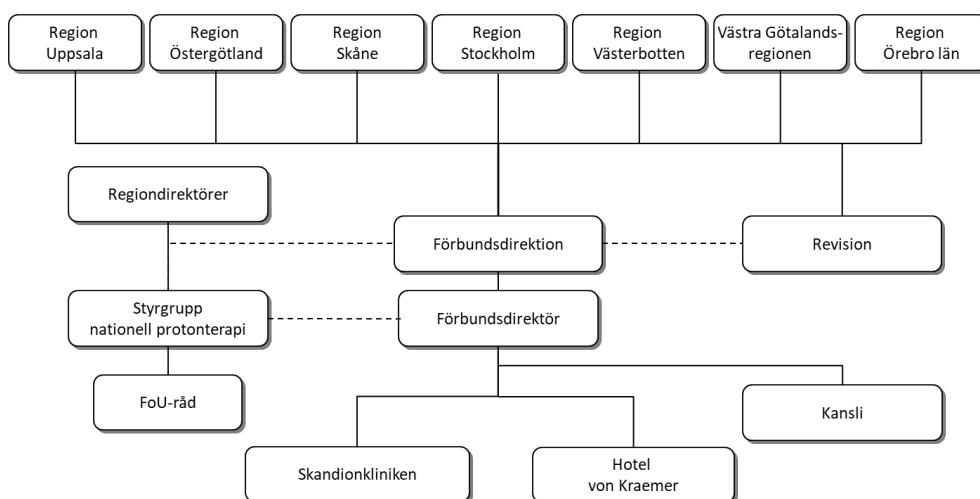 Region
Uppsala
Region
Östergötland
Region
Skåne
Region
Stockholm
Region
Västerbotten
Västra Götalands-
regionen
Region
Örebro län
Regiondirektörer
Förbundsdirektion
Revision
Styrgrupp
nationell protonterapi
Förbundsdirektör
FoU-råd
Kansli
Skandionkliniken
Hotel
von Kraemer